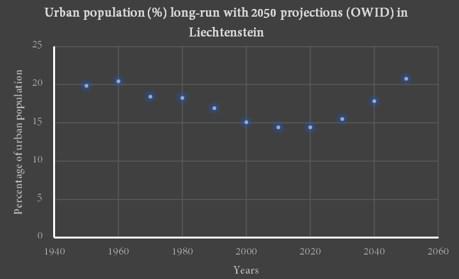 Urban population (%) long-run with 2050 projections (OWID) in
Liechtenstein
Percentage of urban population
25
20
15
10
5
0
1940 1960 1980 2000 2020 2040 2060
Years